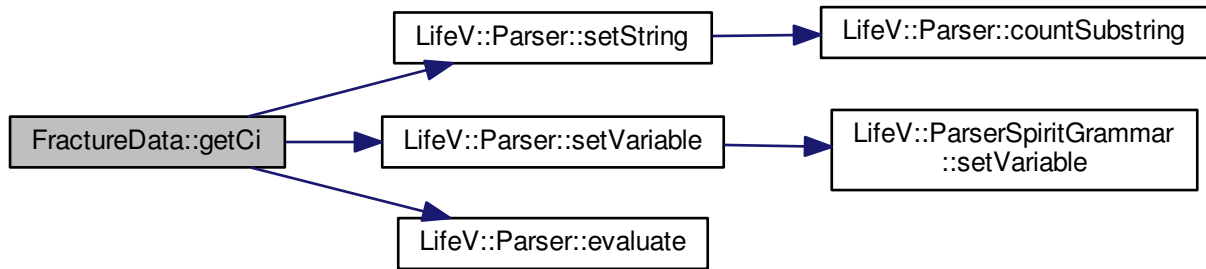 LifeV::Parser::setString
LifeV::Parser::countSubstring
FractureData::getCi
LifeV::Parser::setVariable
LifeV::ParserSpiritGrammar
::setVariable
LifeV::Parser::evaluate